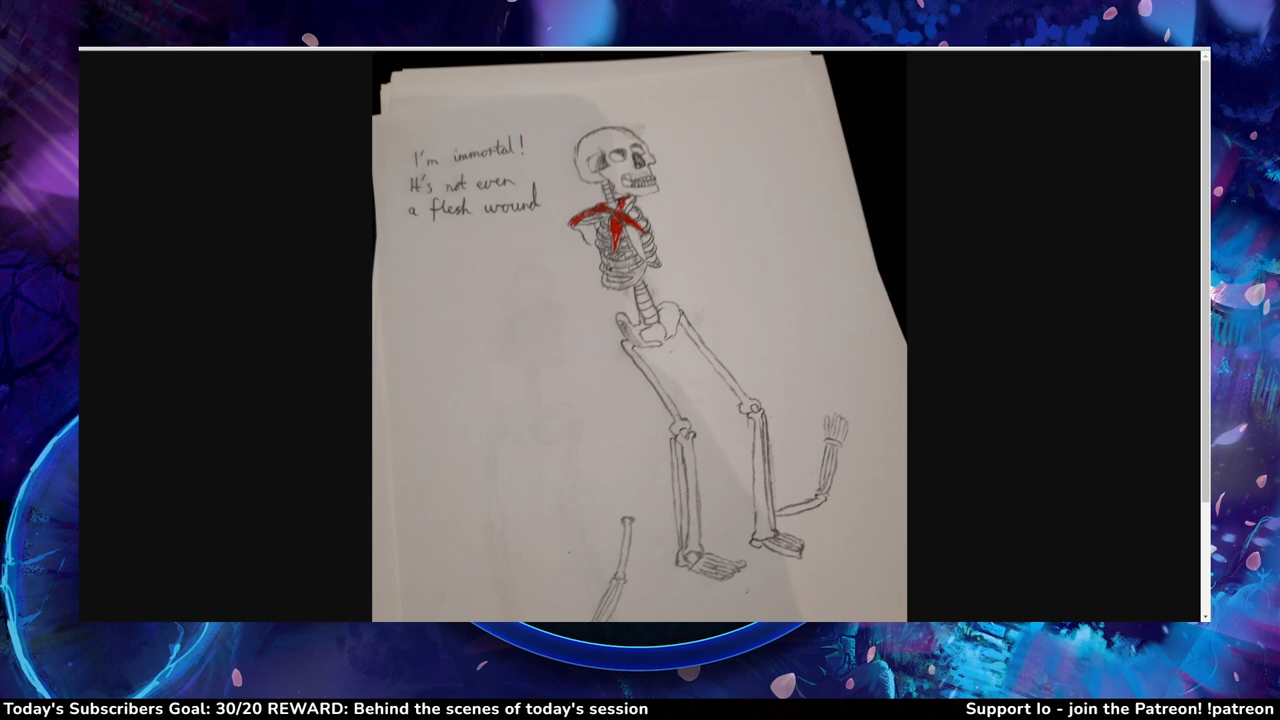 I'm immortal!
It's not even
a flesh wound
Today's Subscribers Goal: 30/20 REWARD: Behind the scenes of today's session
Support Io - join the Patreon! !patreon